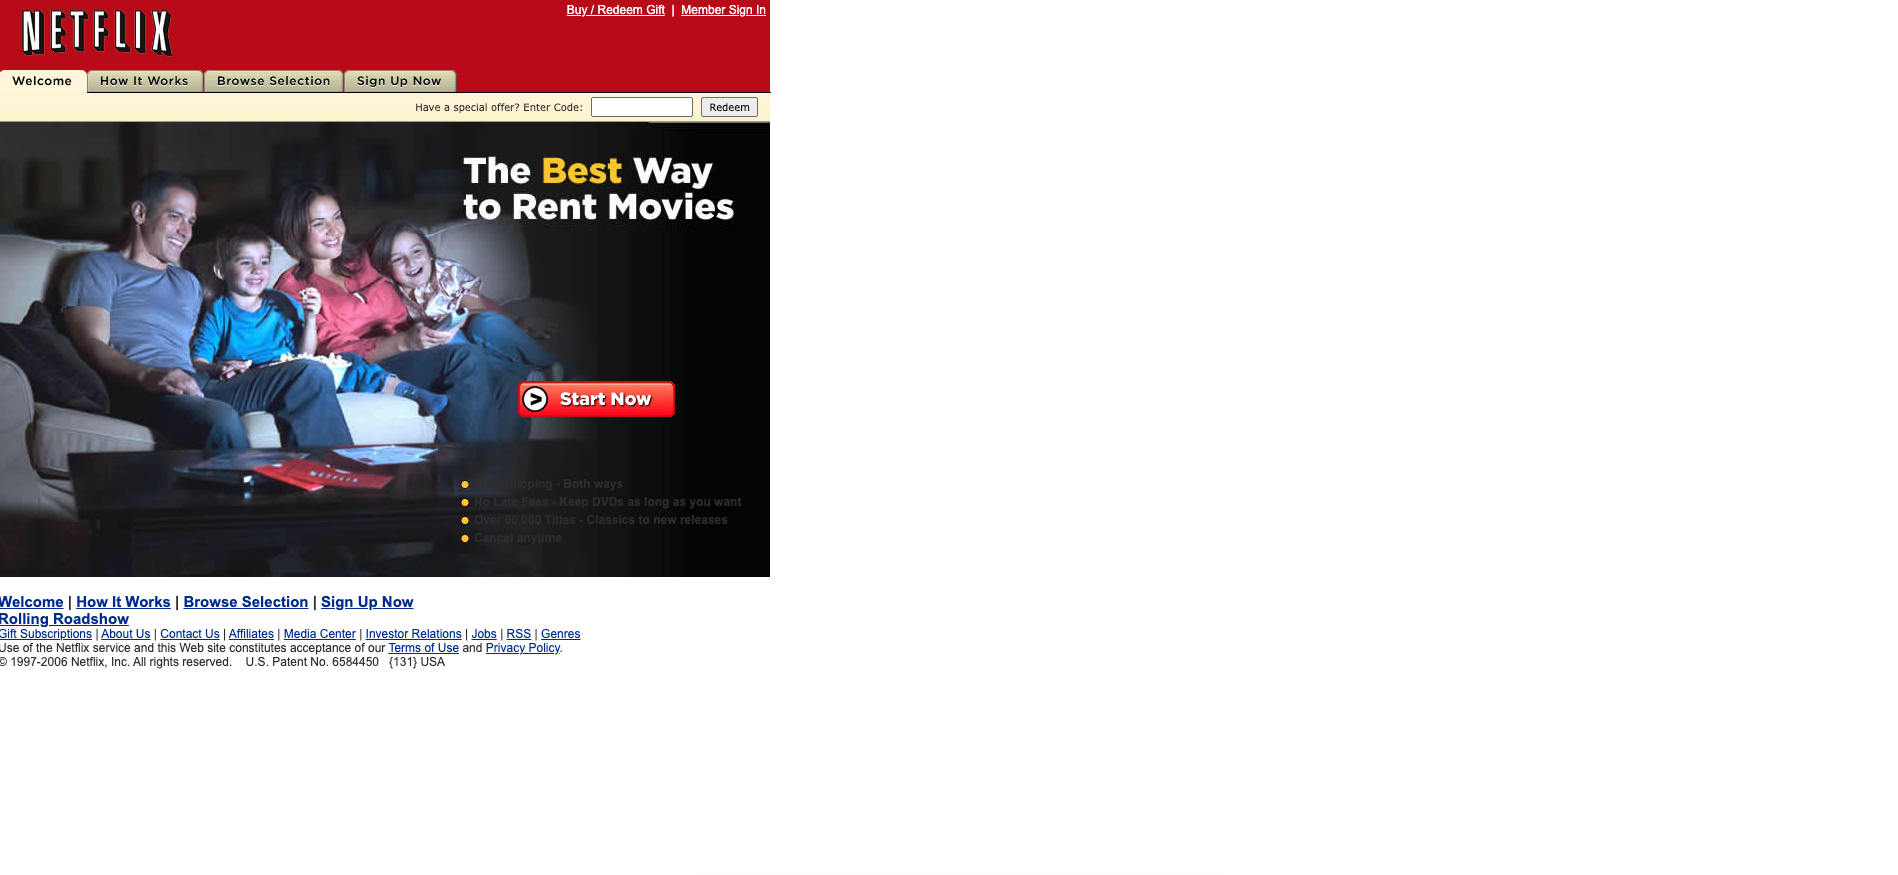 NETFLIX
Buy / Redeem Gift | Member Sign In
Welcome How It Works Browse Selection Sign Up Now
Have a special offer? Enter Code: Redeem
The Best Way
to Rent Movies
Start Now
NETFLIX
- Both ways
No Late Fees - Keep DVDs as long as you want
Over 60,000 Titles - Classics to new releases
Cancel anytime
Welcome | How It Works | Browse Selection | Sign Up Now
Rolling Roadshow
Gift Subscriptions | About Us | Contact Us | Affiliates | Media Center | Investor Relations | Jobs | RSS | Genres
Use of the Netflix service and this Web site constitutes acceptance of our Terms of Use and Privacy Policy.
© 1997-2006 Netflix, Inc. All rights reserved. U.S. Patent No. 6584450 {131} USA